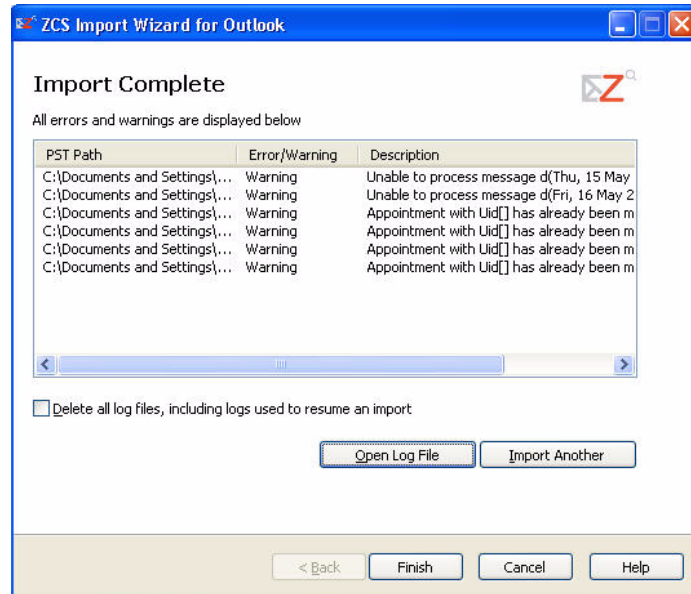 ZCS Import Wizard for Outlook
Import Complete
All errors and warnings are displayed below
PST Path Error/Warning Description
C:\Documents and Settings\... Warning Unable to process message d(Thu, 15 May
C:\Documents and Settings\... Warning Unable to process message d(Fri, 16 May 2
C:\Documents and Settings\... Warning Appointment with Uid[] has already been m
C:\Documents and Settings\... Warning Appointment with Uid[] has already been m
C:\Documents and Settings\... Warning Appointment with Uid[] has already been m
C:\Documents and Settings\... Warning Appointment with Uid[] has already been m
Delete all log files, including logs used to resume an import
Open Log File Import Another
< Back Finish Cancel Help